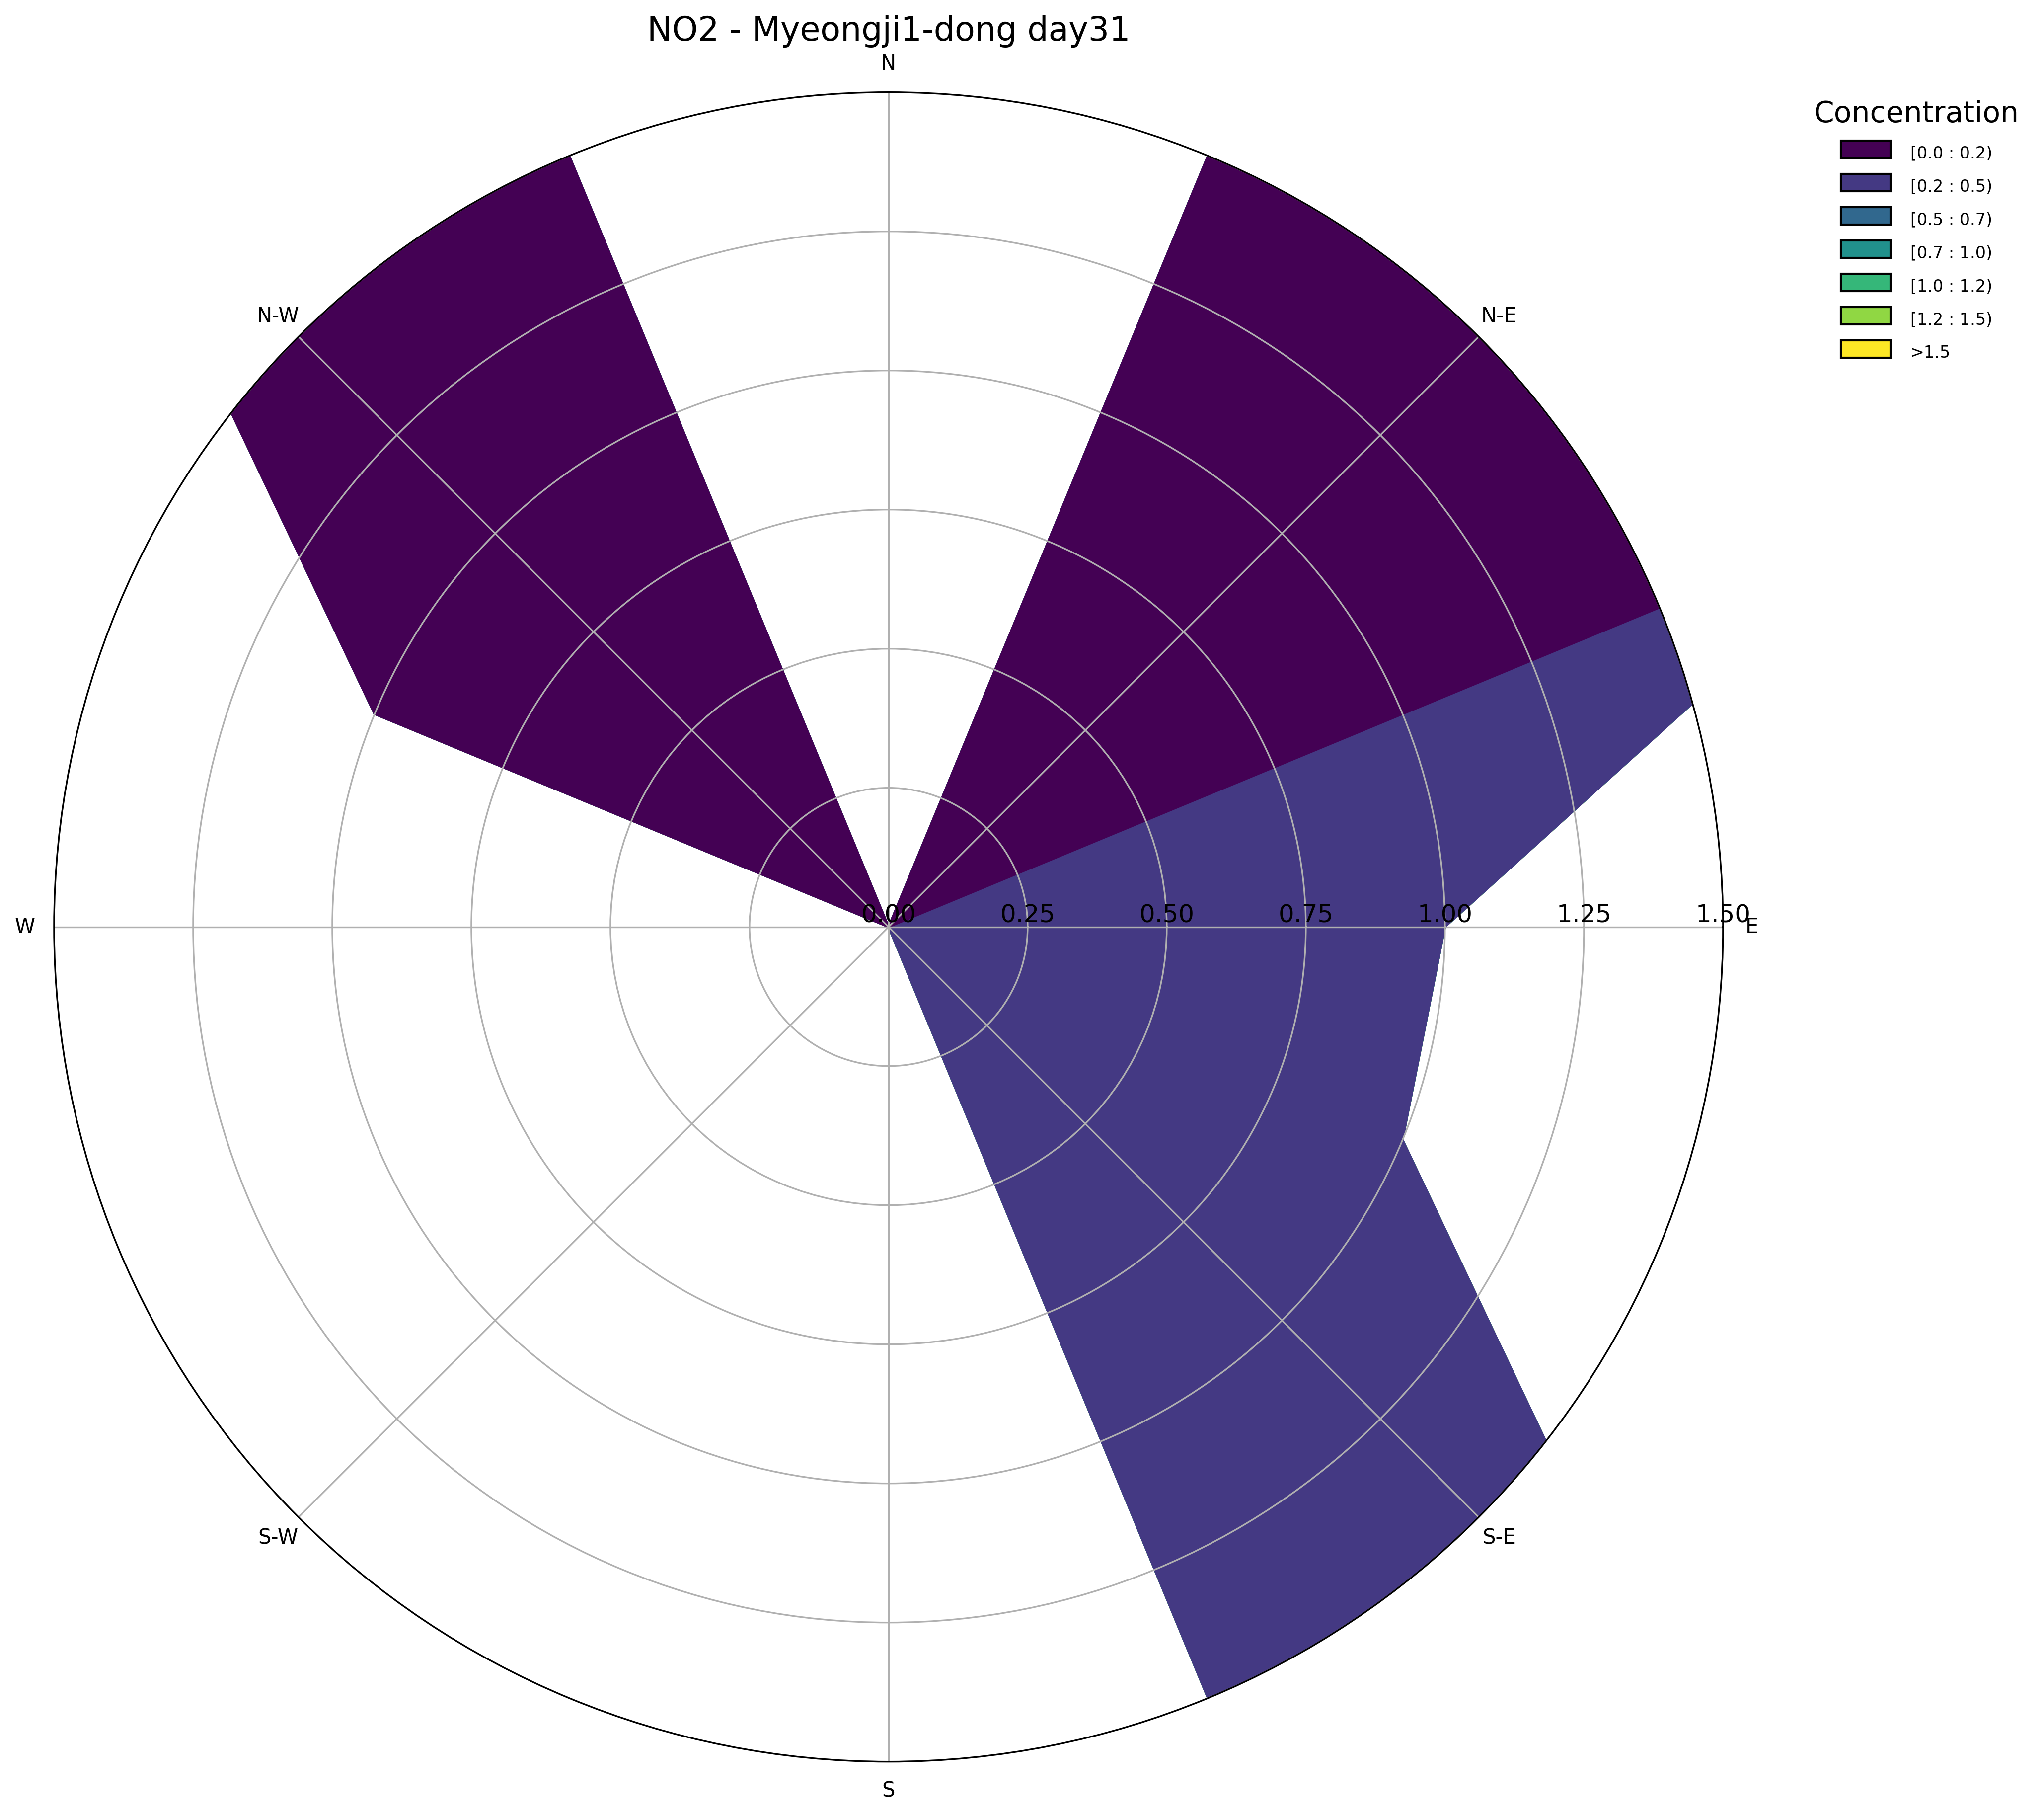 NO2 - Myeongji1-dong day31
N
Concentration
[0.0 : 0.2)
[0.2 : 0.5)
[0.5 : 0.7)
[0.7 : 1.0)
[1.0 : 1.2)
[1.2 : 1.5)
>1.5
N-W
N-E
W
0.00 0.25 0.50 0.75 1.00 1.25 1.50
E
S-W
S-E
S